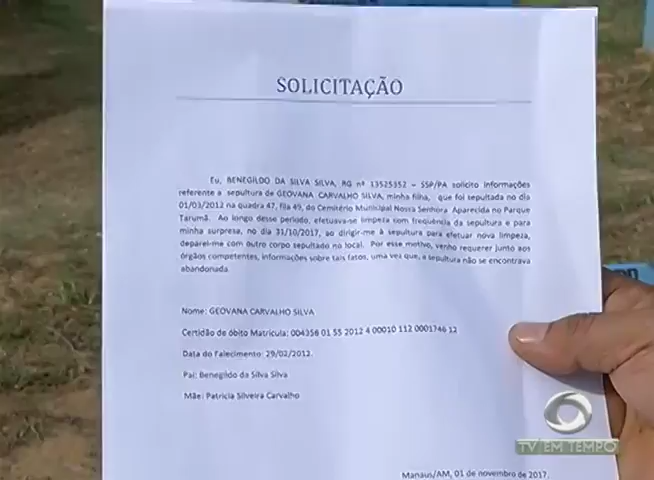 SOLICITAÇÃO
Eu, BENEGILDO DA SILVA SILVA, RG nº 13525352 – SSP/PA solicito informações
referente a sepultura de GEOVANA CARVALHO SILVA, minha filha, que foi sepultada no dia
01/03/2012 na quadra 47, fila 49, do Cemitério Municipal Nossa Senhora Aparecida no Parque
Tarumã. Ao longo desse período, efetuava-se limpeza com frequência da sepultura e para
minha surpresa, no dia 31/10/2017, ao dirigir-me à sepultura para efetuar nova limpeza,
deparei-me com outro corpo sepultado no local. Por esse motivo, venho requerer junto aos
órgãos competentes, informações sobre tais fatos, uma vez que, a sepultura não se encontrava
abandonada.
Nome: GEOVANA CARVALHO SILVA
Certidão de óbito Matricula: 004358 01 55 2012 4 00010 112 0001746 12
Data do Falecimento: 29/02/2012.
Pai: Benegildo da Silva Silva
Mãe: Patricia Silveira Carvalho
Manaus/AM, 01 de novembro de 2017.
TV EM TEMPO